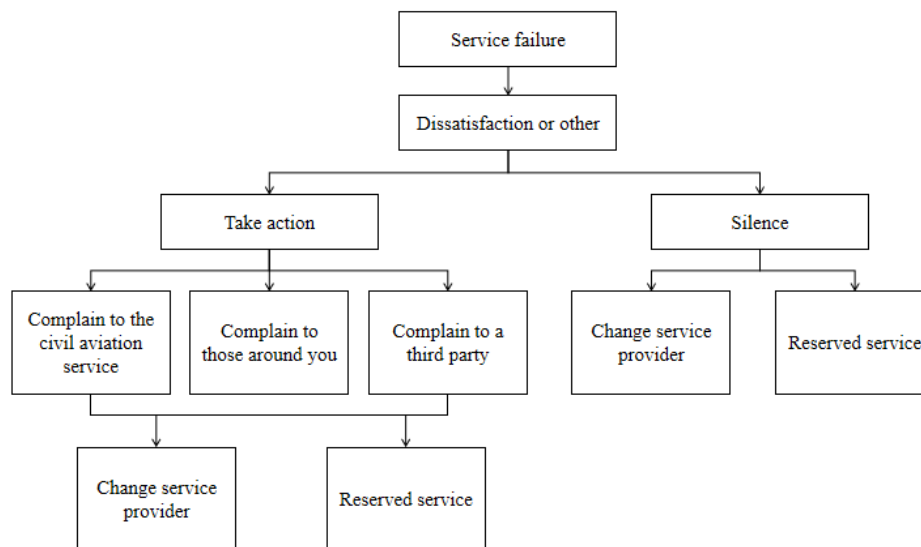 Service failure
Dissatisfaction or other
Take action
Silence
Complain to the
civil aviation
service
Complain to
those around you
Complain to a
third party
Change service
provider
Reserved service
Change service
provider
Reserved service